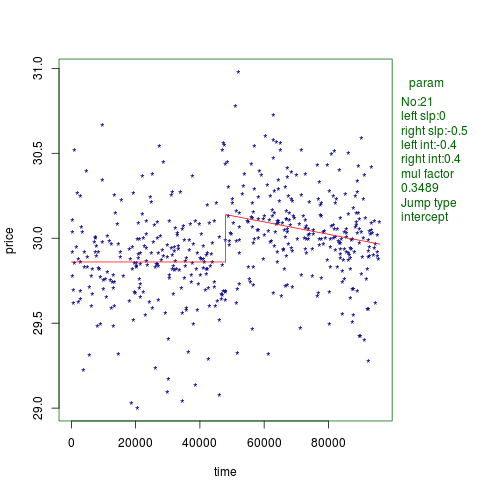 param
No:21
left slp:0
right slp:-0.5
left int:-0.4
right int:0.4
mul factor
0.3489
Jump type
intercept
31.0
30.5
30.0
29.5
29.0
price
0 20000 40000 60000 80000
time